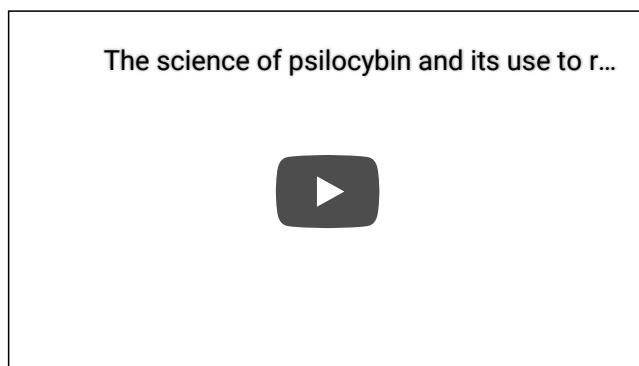 The science of psilocybin and its use to r...